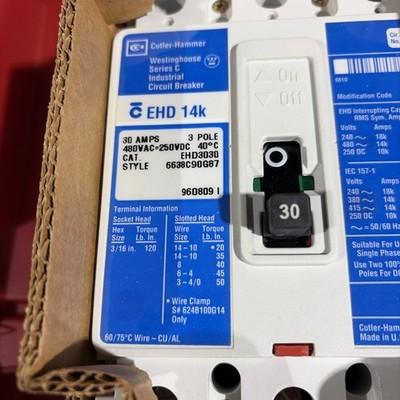 Cutler-Hammer
Westinghouse
Series C
Industrial
Circuit Breaker
EHD 14k
30 AMPS 3 POLE
480VAC-250VDC 40°C
CAT. EHD3030
STYLE 6638C90G87
960809 I
Terminal Information
Socket Head Slotted Head
Hex Size Torque Lb. In. Wire Size Torque Lb. In.
3/16 in. 120 14-10 • 20
14-10 35
8 40
6-4 45
3-4/0 50
• Wire Clamp
S# 624B100G14
Only
60/75°C Wire - CU/AL
On
Off
30
Cir
No.
Modification Code
EHD Interrupting Cap
RMS Sym. Amp
Volts Amps
240 ~ 18k
480 ~ 14k
250 DC 10k
IEC 157-1
Volts Amps
240 ~ 18k
380 ~ 14k
415 ~ 14k
250 DC 10k
~ = 50/60 Hz
Suitable For U
Single Phase
Use Two
Poles For D
Cutler-Hammer
Made in U.S.